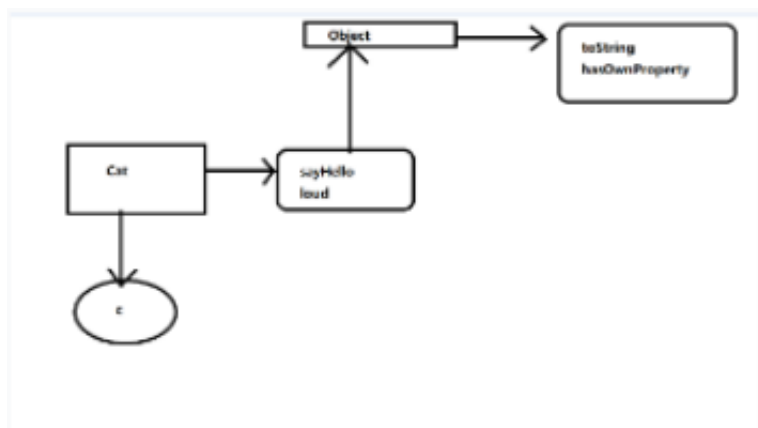 Object
toString
hasOwnProperty
Cat
sayHello
loud
c